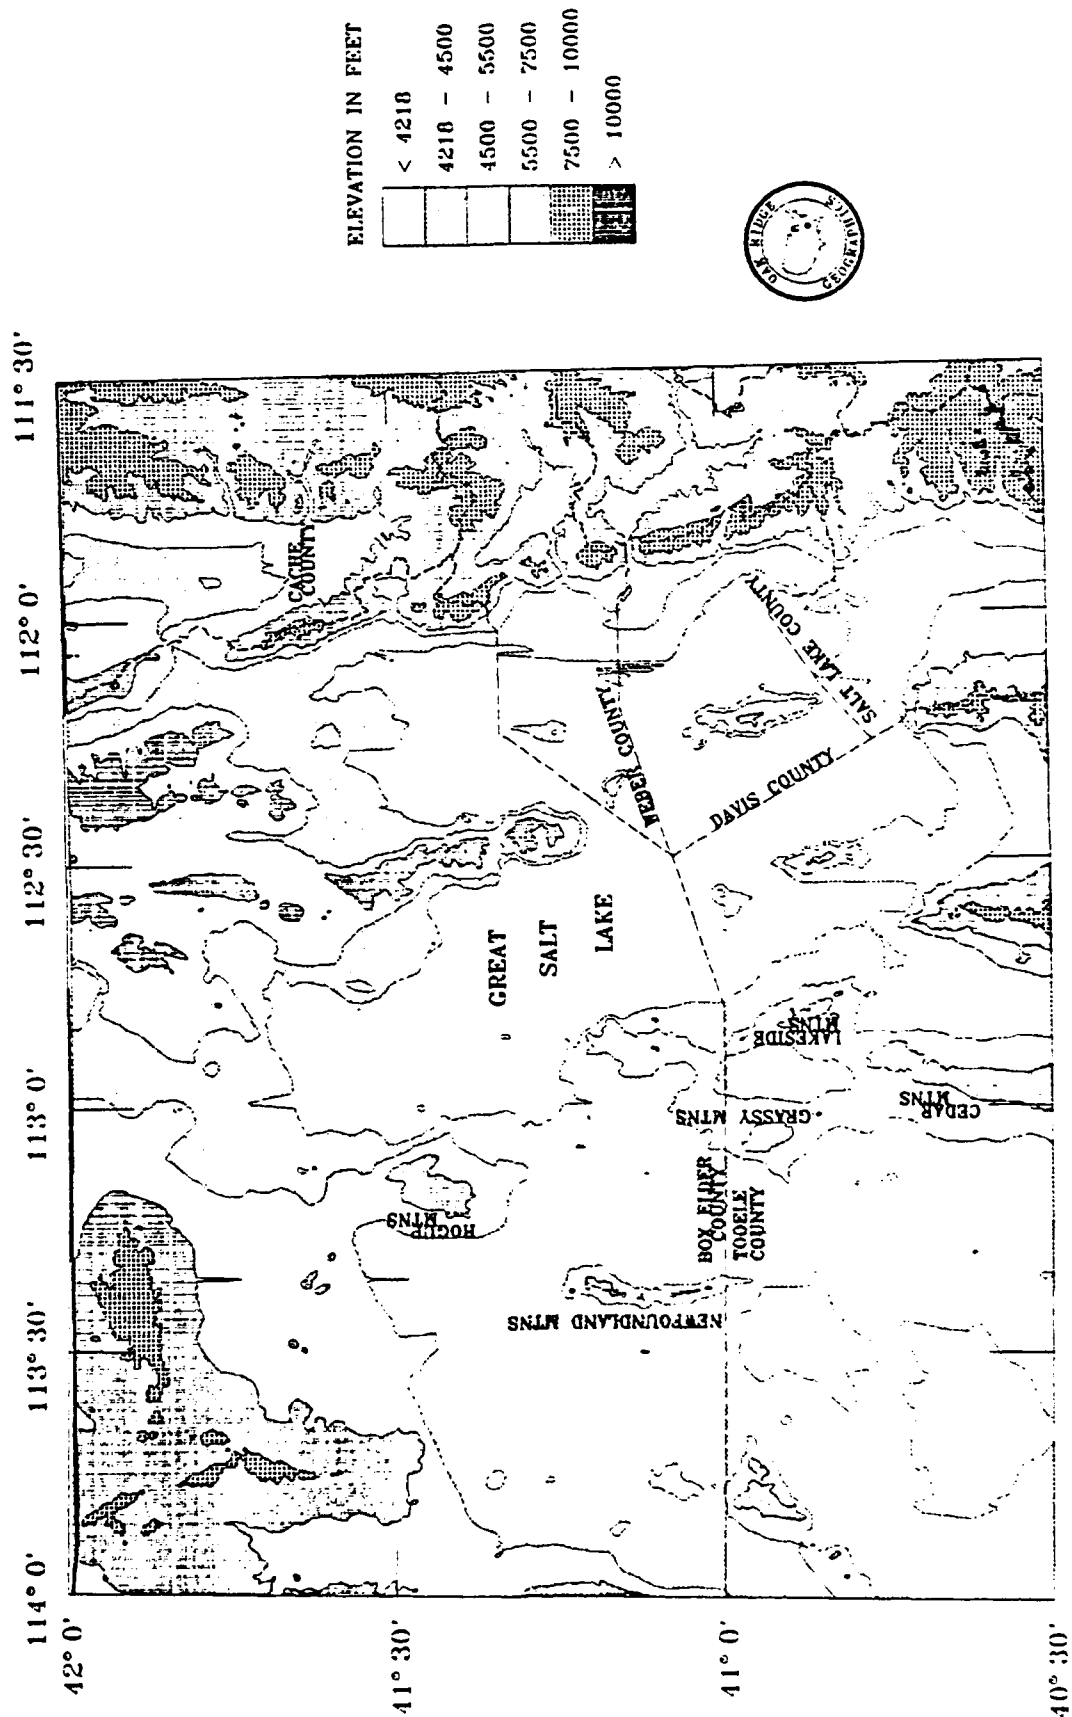 ELEVATION IN FEET
< 4218
4218 - 4500
4500 - 5500
5500 - 7500
7500 - 10000
> 10000
OAK RIDGE
GEOGRAPHICS
111° 30'
112° 0'
112° 30'
113° 0'
113° 30'
114° 0'
42° 0'
41° 30'
41° 0'
40° 30'
CACHE
COUNTY
WEBER COUNTY
DAVIS COUNTY
SALT LAKE COUNTY
GREAT
SALT
LAKE
LAKESIDE
MTNS
CEDAR
MTNS
GRASSY MTNS
HOGUP
MTNS
BOX ELDER
COUNTY
TOOELE
COUNTY
NEWFOUNDLAND MTNS